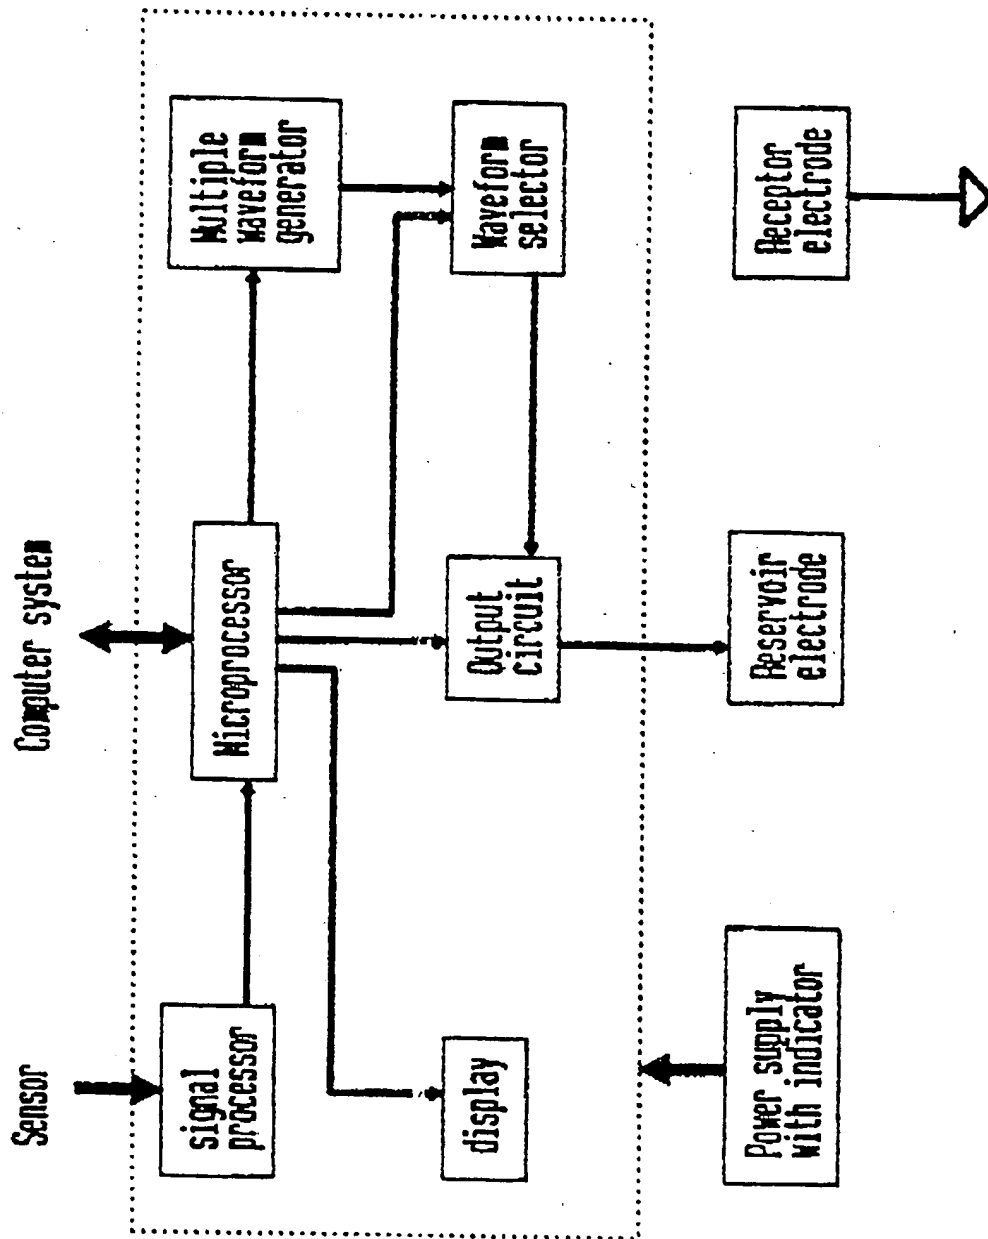 Sensor
Computer system
signal
processor
Microprocessor
Multiple
waveform
generator
display
Output
circuit
Waveform
selector
Power supply
with indicator
Reservoir
electrode
Receptor
electrode